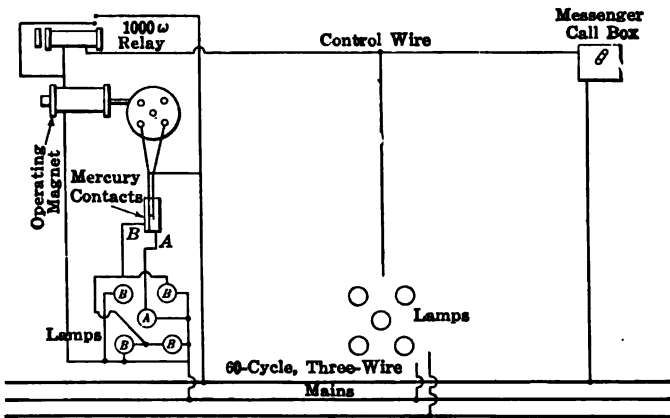 1000 ω
Relay
Control Wire
Messenger
Call Box
Operating
Magnet
Mercury
Contacts
B
A
B
B
A
Lamps
B
B
Lamps
60-Cycle, Three-Wire
Mains